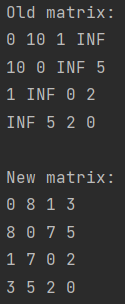 Old matrix:
0 10 1 INF
10 0 INF 5
1 INF 0 2
INF 5 2 0
New matrix:
0 8 1 3
8 0 7 5
1 7 0 2
3 5 2 0